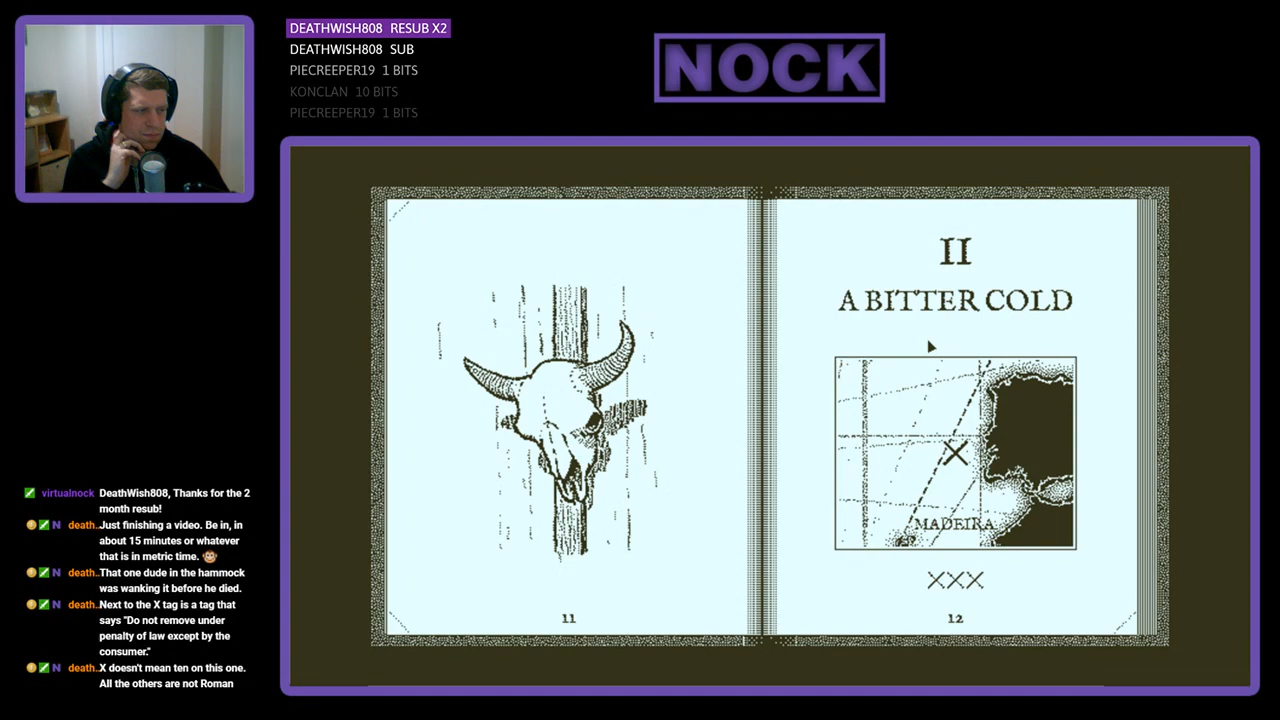 DEATHWISH808 RESUB X2
DEATHWISH808 SUB
PIECREEPER19 1 BITS
KONCLAN 10 BITS
PIECREEPER19 1 BITS
NOCK
virtualnock DeathWish808, Thanks for the 2
month resub!
N death.. Just finishing a video. Be in, in
about 15 minutes or whatever
that is in metric time.
N death.. That one dude in the hammock
was wanking it before he died.
N death.. Next to the X tag is a tag that
says "Do not remove under
penalty of law except by the
consumer."
N death.. X doesn't mean ten on this one.
All the others are not Roman
11
II
A BITTER COLD
MADEIRA
XXX
12